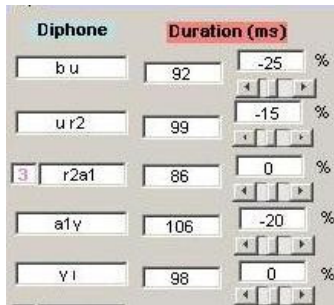 Diphone Duration (ms)
b u 92 -25 %
u r2 99 -15 %
3 r2a1 86 0 %
a1y 106 -20 %
y i 98 0 %